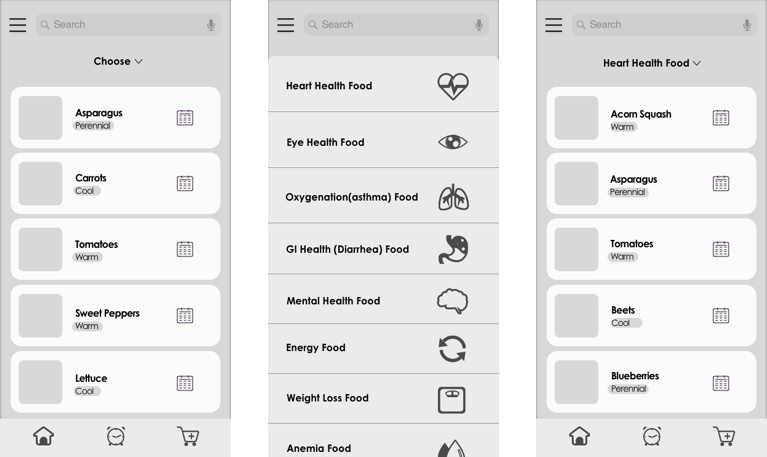 Search
Choose
Asparagus
Perennial
Carrots
Cool
Tomatoes
Warm
Sweet Peppers
Warm
Lettuce
Cool
Search
Heart Health Food
Eye Health Food
Oxygenation(asthma) Food
GI Health (Diarrhea) Food
Mental Health Food
Energy Food
Weight Loss Food
Anemia Food
Search
Heart Health Food
Acorn Squash
Warm
Asparagus
Perennial
Tomatoes
Warm
Beets
Cool
Blueberries
Perennial